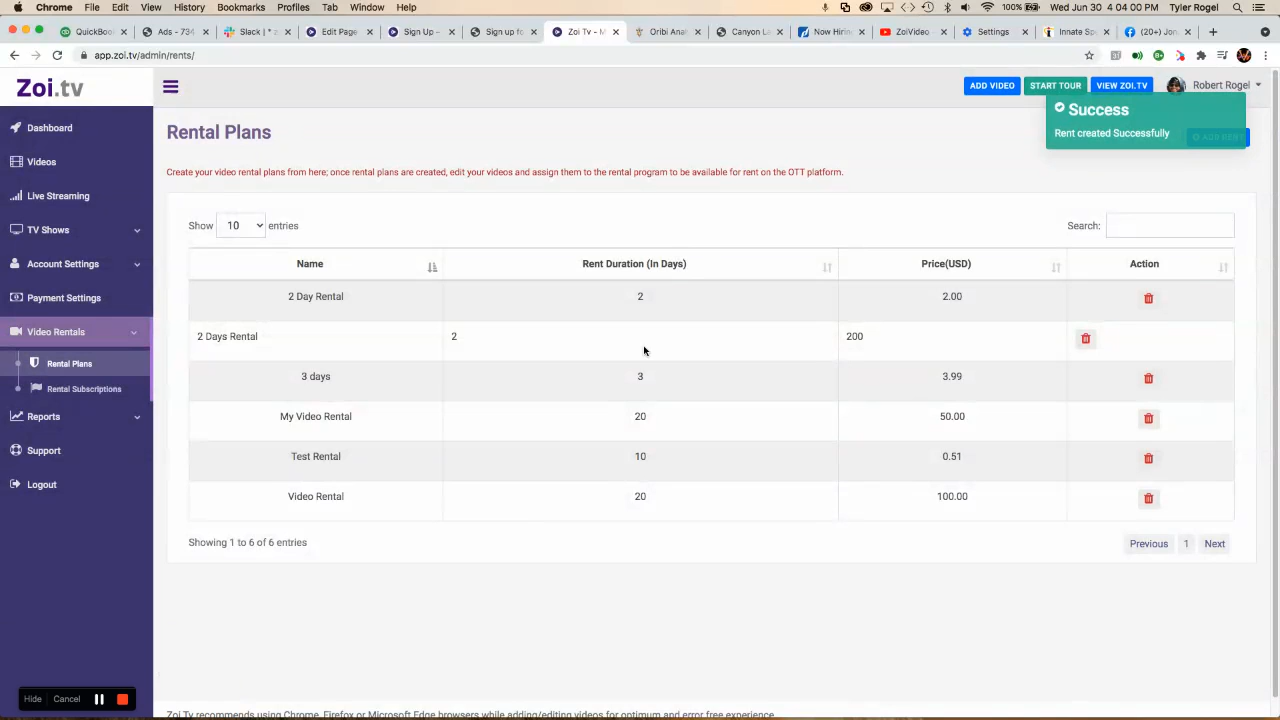 Chrome File Edit View History Bookmarks Profiles Tab Window Help 100% Wed Jun 30 4:04:00 PM Tyler Rogel
QuickBook Ads - 734 Slack | * z Edit Page Sign Up – Sign up fo Zoi Tv – M Oribi Anal Canyon La Now Hirin ZoiVideo Settings Innate Sp (20+) Jon
app.zoi.tv/admin/rents/
Zoi.tv
ADD VIDEO START TOUR VIEW ZOI.TV Robert Rogel
Success
Rent created Successfully
ADD RENT
Dashboard
Videos
Live Streaming
TV Shows
Account Settings
Payment Settings
Video Rentals
Rental Plans
Rental Subscriptions
Reports
Support
Logout
Rental Plans
Create your video rental plans from here; once rental plans are created, edit your videos and assign them to the rental program to be available for rent on the OTT platform.
Show 10 entries Search:
Name Rent Duration (In Days) Price(USD) Action
2 Day Rental 2 2.00
2 Days Rental 2 200
3 days 3 3.99
My Video Rental 20 50.00
Test Rental 10 0.51
Video Rental 20 100.00
Showing 1 to 6 of 6 entries Previous 1 Next
Zoi.Tv recommends using Chrome, Firefox or Microsoft Edge browsers while adding/editing videos for optimum and error free experience.
Hide Cancel